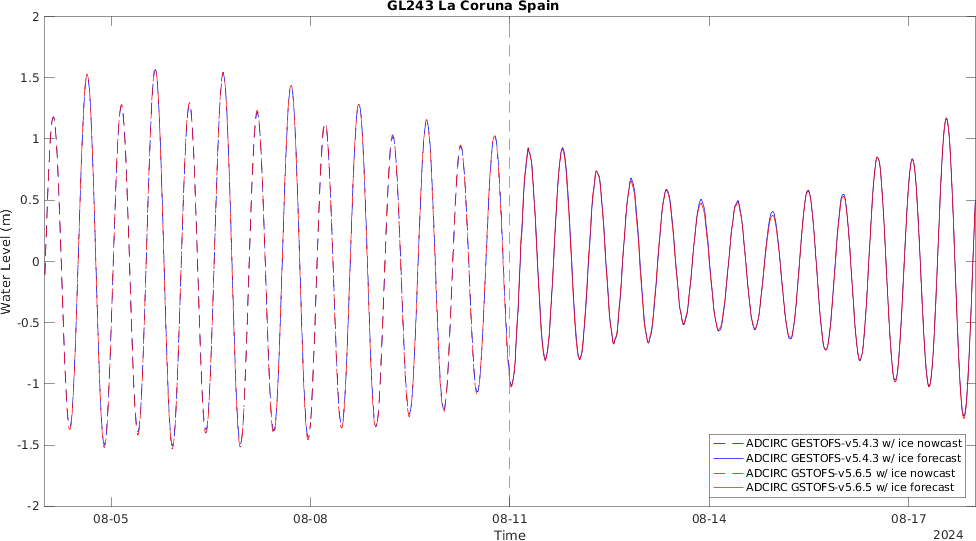 GL243 La Coruna Spain
2
1.5
1
0.5
0
-0.5
-1
-1.5
-2
Water Level (m)
ADCIRC GESTOFS-v5.4.3 w/ ice nowcast
ADCIRC GESTOFS-v5.4.3 w/ ice forecast
ADCIRC GSTOFS-v5.6.5 w/ ice nowcast
ADCIRC GSTOFS-v5.6.5 w/ ice forecast
08-05 08-08 08-11 08-14 08-17
Time
2024